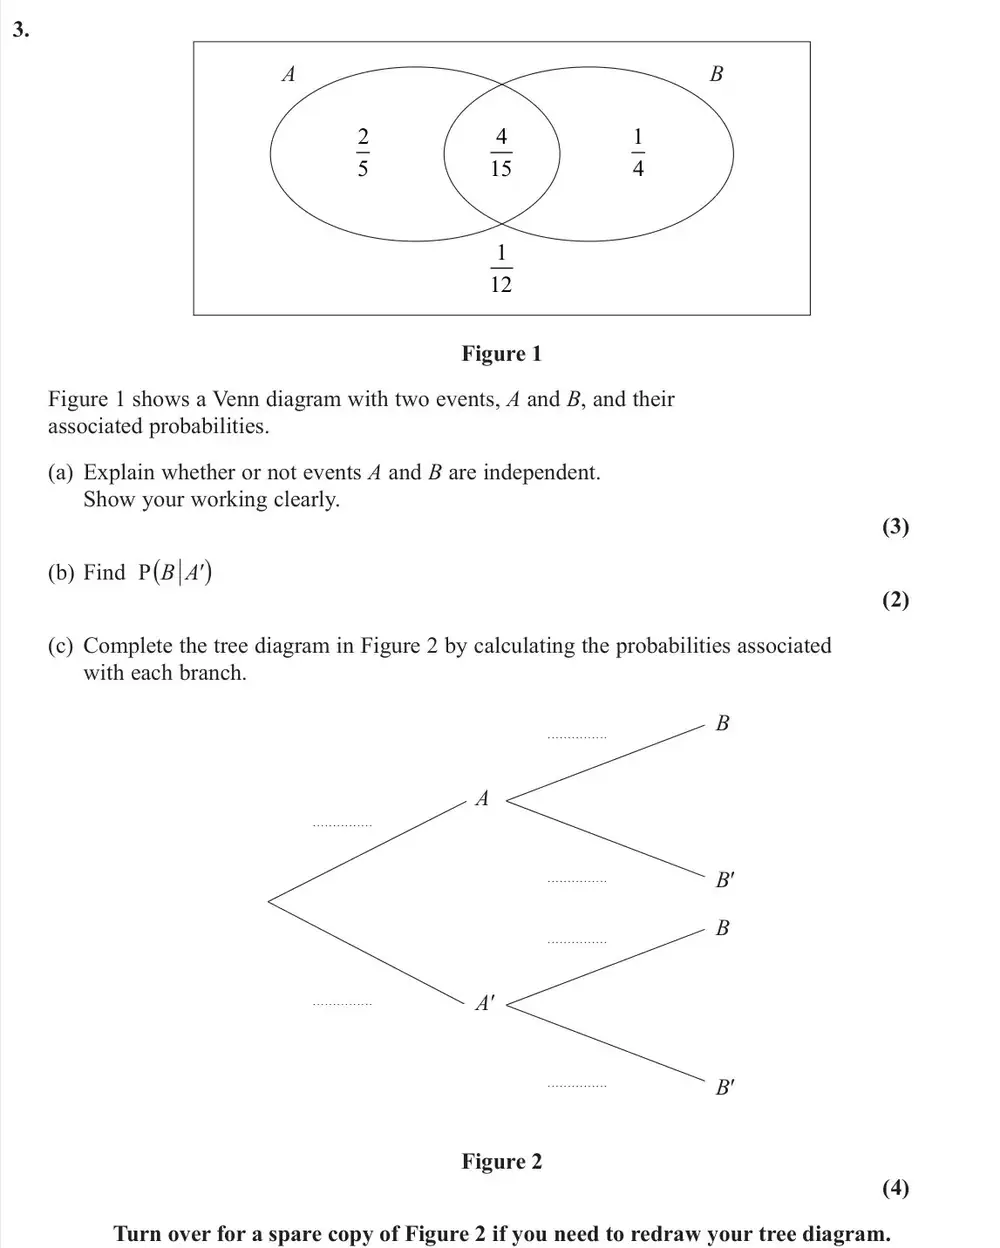 3.
A B
2/5 4/15 1/4
1/12
Figure 1
Figure 1 shows a Venn diagram with two events, A and B, and their
associated probabilities.
(a) Explain whether or not events A and B are independent.
Show your working clearly.
(3)
(b) Find P(B|A′)
(2)
(c) Complete the tree diagram in Figure 2 by calculating the probabilities associated
with each branch.
B
...............
A
...............
B′
...............
B
...............
...............
A′
...............
B′
Figure 2
(4)
Turn over for a spare copy of Figure 2 if you need to redraw your tree diagram.